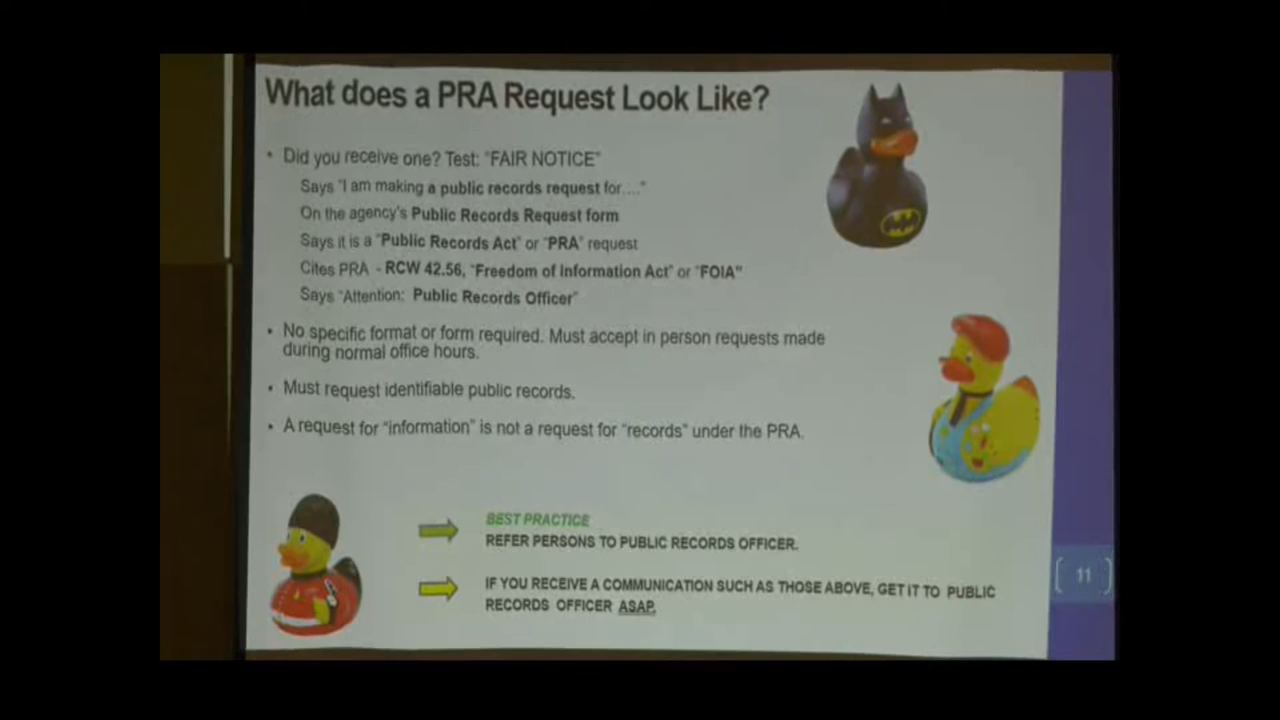 What does a PRA Request Look Like?
• Did you receive one? Test: "FAIR NOTICE"
Says "I am making a public records request for...."
On the agency's Public Records Request form
Says it is a "Public Records Act" or "PRA" request
Cites PRA - RCW 42.56, "Freedom of Information Act" or "FOIA"
Says "Attention: Public Records Officer"
• No specific format or form required. Must accept in person requests made
during normal office hours.
• Must request identifiable public records.
• A request for "information" is not a request for "records" under the PRA.
BEST PRACTICE
REFER PERSONS TO PUBLIC RECORDS OFFICER.
IF YOU RECEIVE A COMMUNICATION SUCH AS THOSE ABOVE, GET IT TO PUBLIC
RECORDS OFFICER ASAP.
11